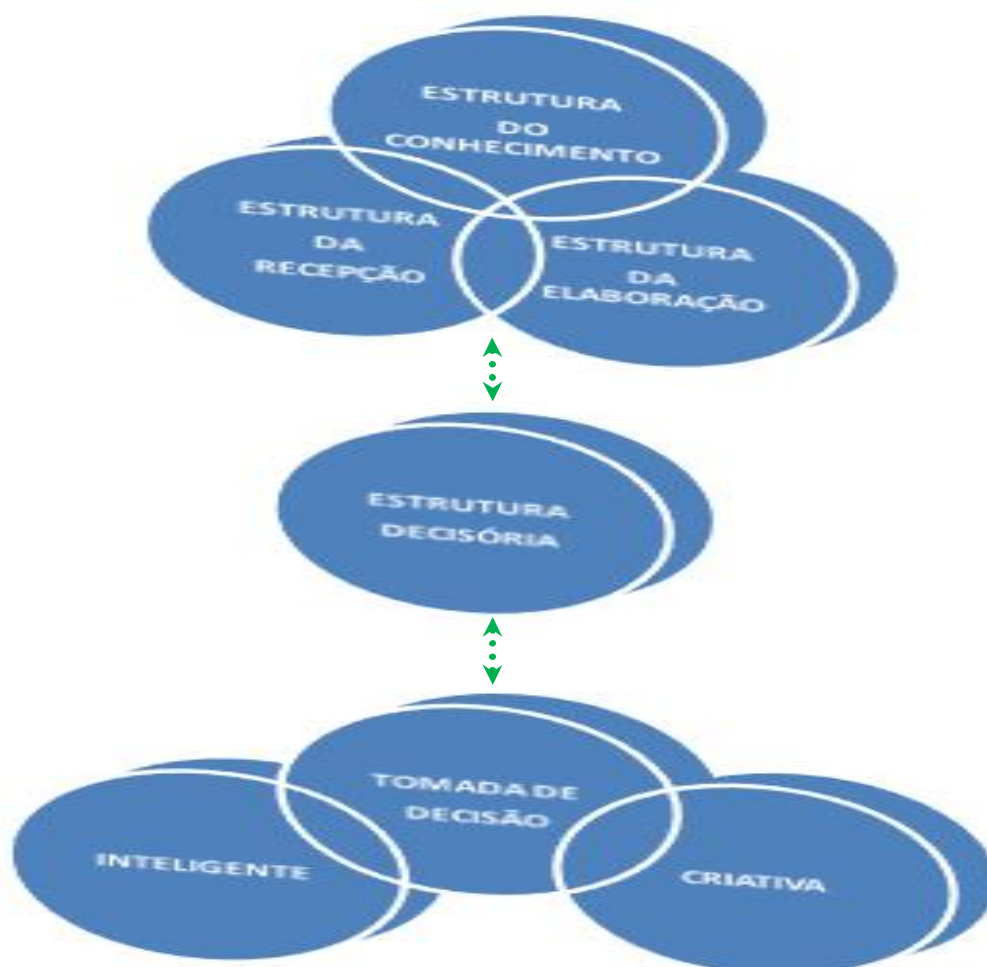 ESTRUTURA
DO
CONHECIMENTO
ESTRUTURA
DA
RECEPÇÃO
ESTRUTURA
DA
ELABORAÇÃO
ESTRUTURA
DECISÓRIA
TOMADA DE
DECISÃO
INTELIGENTE
CRIATIVA